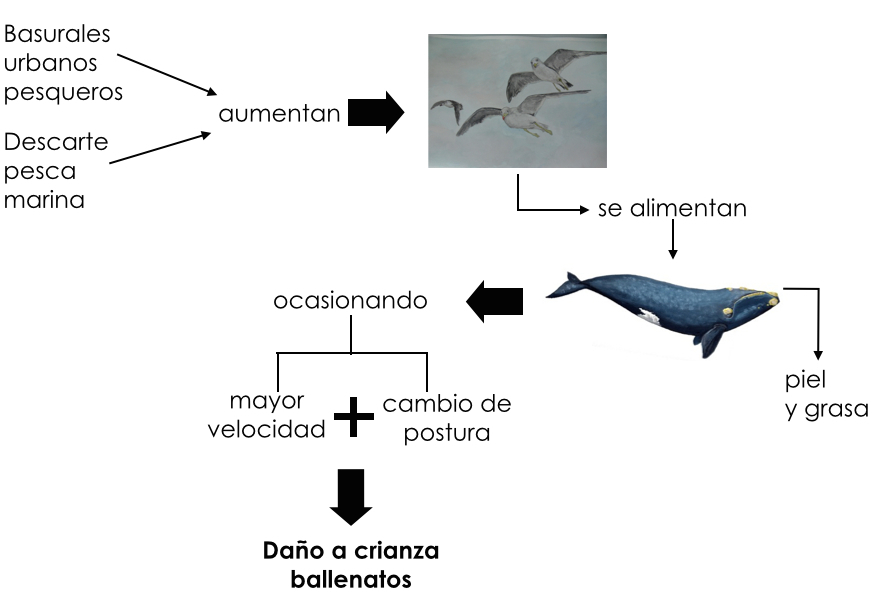 Basurales
urbanos
pesqueros
aumentan
Descarte
pesca
marina
se alimentan
ocasionando
piel
y grasa
mayor
velocidad
+
cambio de
postura
Daño a crianza
ballenatos